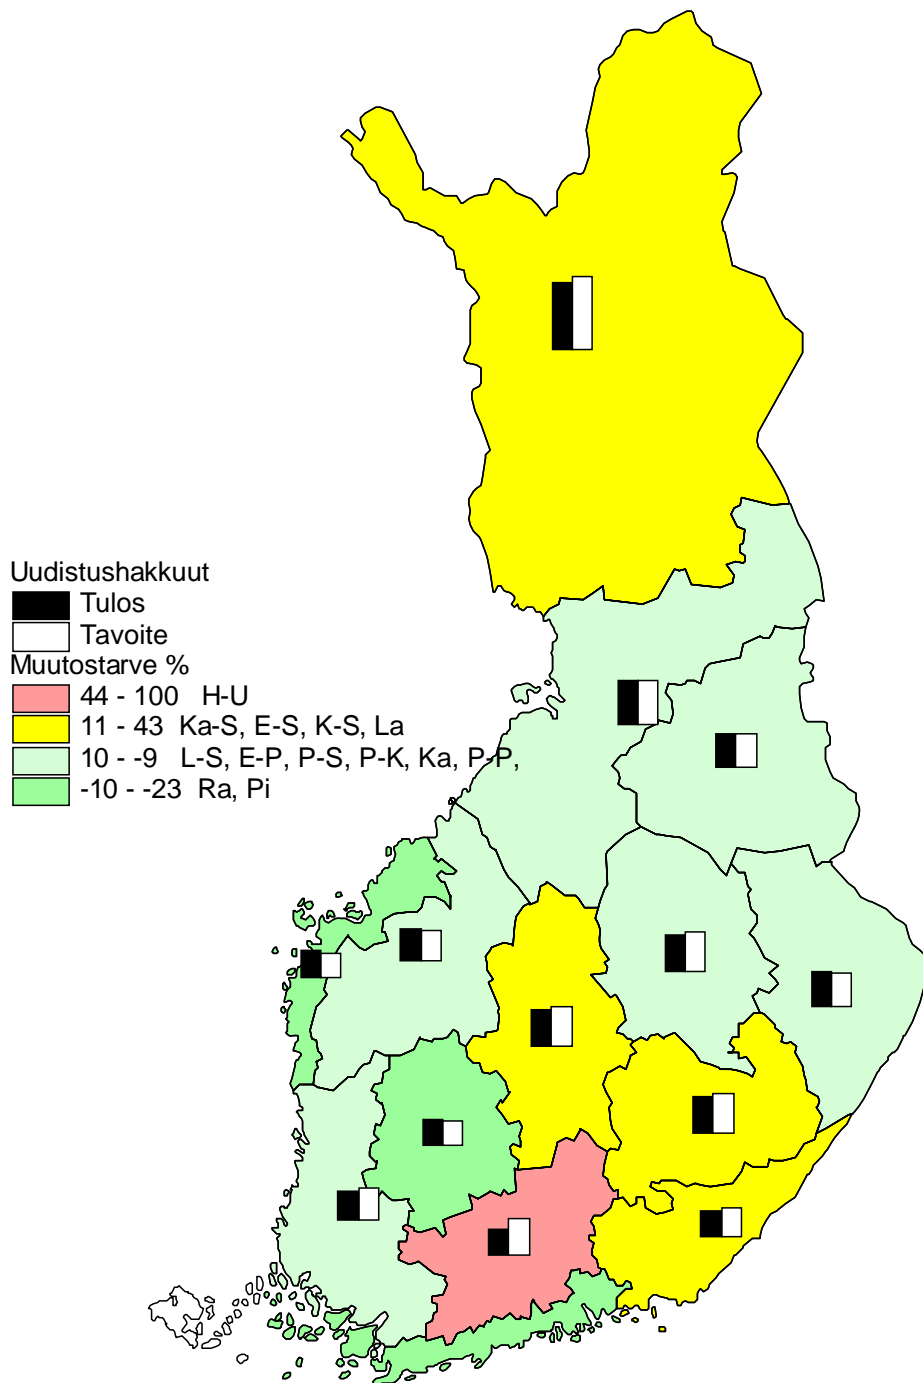 Uudistushakkuut
Tulos
Tavoite
Muutostarve %
44 - 100 H-U
11 - 43 Ka-S, E-S, K-S, La
10 - -9 L-S, E-P, P-S, P-K, Ka, P-P,
-10 - -23 Ra, Pi